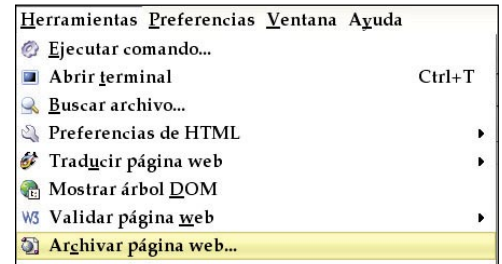 Herramientas Preferencias Ventana Ayuda
Ejecutar comando...
Abrir terminal Ctrl+T
Buscar archivo...
Preferencias de HTML
Traducir página web
Mostrar árbol DOM
W3 Validar página web
Archivar página web...